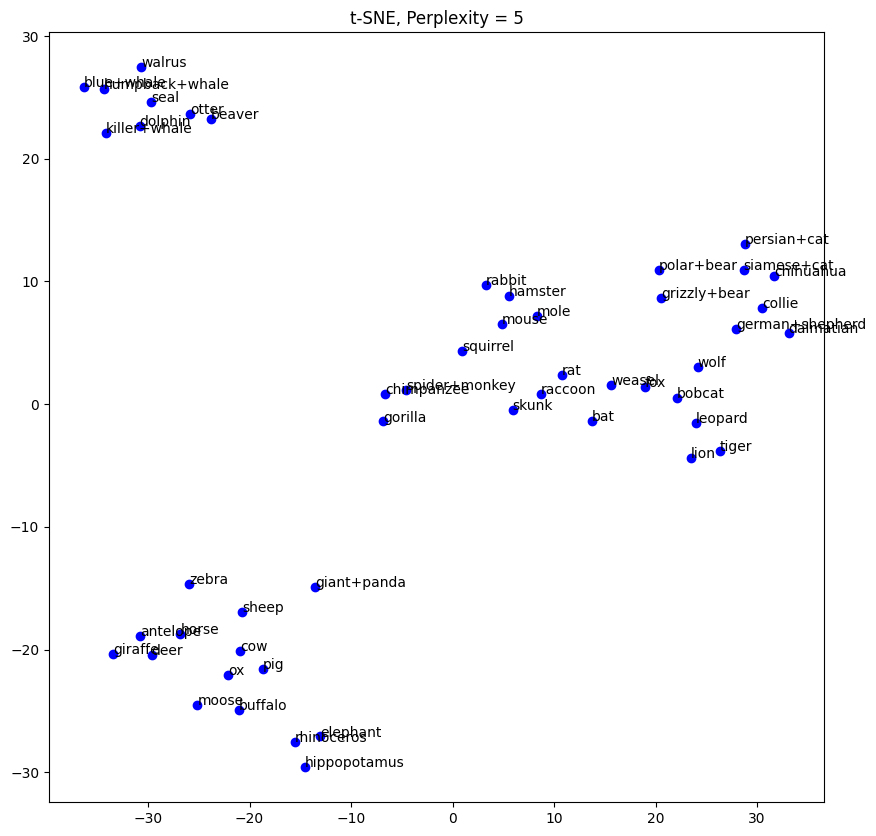 t-SNE, Perplexity = 5
30
walrus
blue+whale
humpback+whale
seal
otter
beaver
dolphin
killer+whale
20
persian+cat
polar+bear
siamese+cat
chihuahua
10
rabbit
hamster
grizzly+bear
collie
mole
mouse
german+shepherd
dalmatian
squirrel
wolf
rat
weasel
fox
spider+monkey
chimpanzee
raccoon
bobcat
0
skunk
gorilla
bat
leopard
tiger
lion
−10
zebra
giant+panda
sheep
antelope
horse
giraffe
deer
cow
−20
pig
ox
moose
buffalo
elephant
rhinoceros
hippopotamus
−30
−30 −20 −10 0 10 20 30